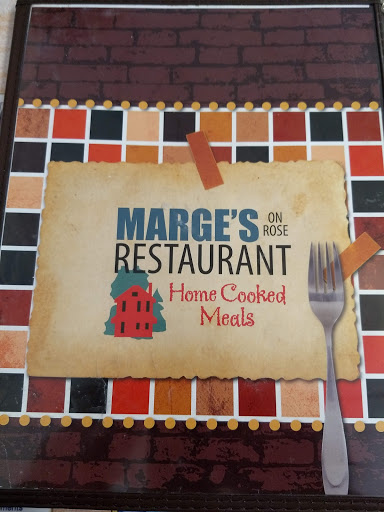 MARGE'S ON ROSE
RESTAURANT
Home Cooked
Meals